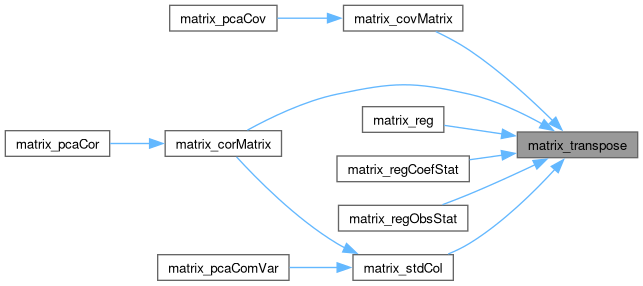 matrix_pcaCov
matrix_covMatrix
matrix_reg
matrix_pcaCor
matrix_corMatrix
matrix_transpose
matrix_regCoefStat
matrix_regObsStat
matrix_pcaComVar
matrix_stdCol